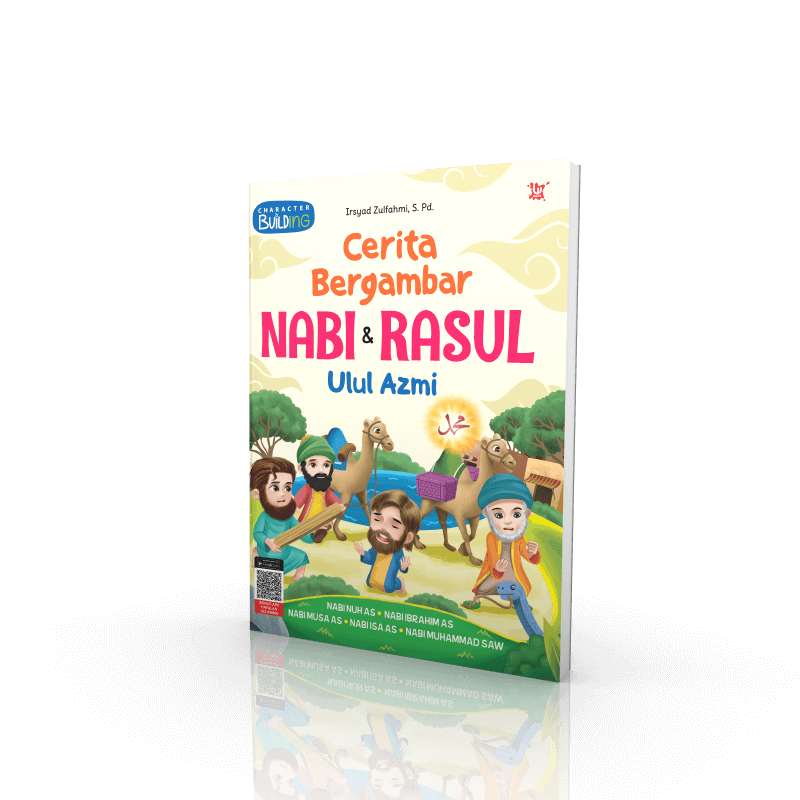 CHARACTER
BUILDING
Irsyad Zulfahmi, S. Pd.
Cerita
Bergambar
NABI & RASUL
Ulul Azmi
محمد
NABI NUH AS • NABI IBRAHIM AS
NABI MUSA AS • NABI ISA AS • NABI MUHAMMAD SAW